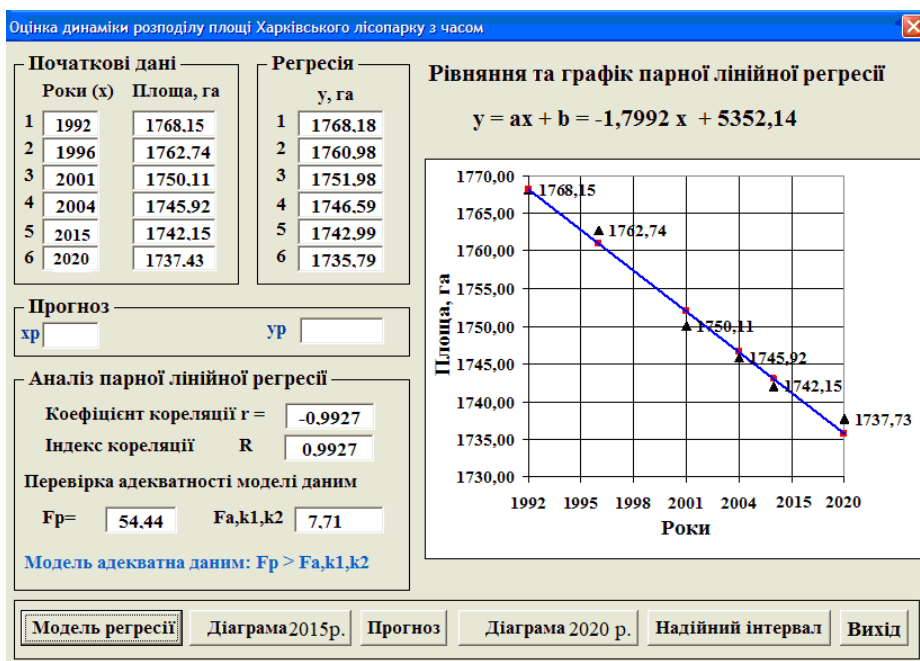 Оцінка динаміки розподілу площі Харківського лісопарку з часом
Початкові дані
Роки (x) Площа, га
1 1992 1768,15
2 1996 1762,74
3 2001 1750,11
4 2004 1745,92
5 2015 1742,15
6 2020 1737,43
Регресія
y, га
1 1768,18
2 1760,98
3 1751,98
4 1746,59
5 1742,99
6 1735,79
Прогноз
xp yp
Аналіз парної лінійної регресії
Коефіцієнт кореляції r = -0,9927
Індекс кореляції R 0,9927
Перевірка адекватності моделі даним
Fp= 54,44 Fa,k1,k2 7,71
Модель адекватна даним: Fp > Fa,k1,k2
Рівняння та графік парної лінійної регресії
y = ax + b = -1,7992 x + 5352,14
Площа, га
1770,00
1765,00
1760,00
1755,00
1750,00
1745,00
1740,00
1735,00
1730,00
1768,15
1762,74
1750,11
1745,92
1742,15
1737,73
1992 1995 1998 2001 2004 2015 2020
Роки
Модель регресії Діаграма 2015р. Прогноз Діаграма 2020 р. Надійний інтервал Вихід